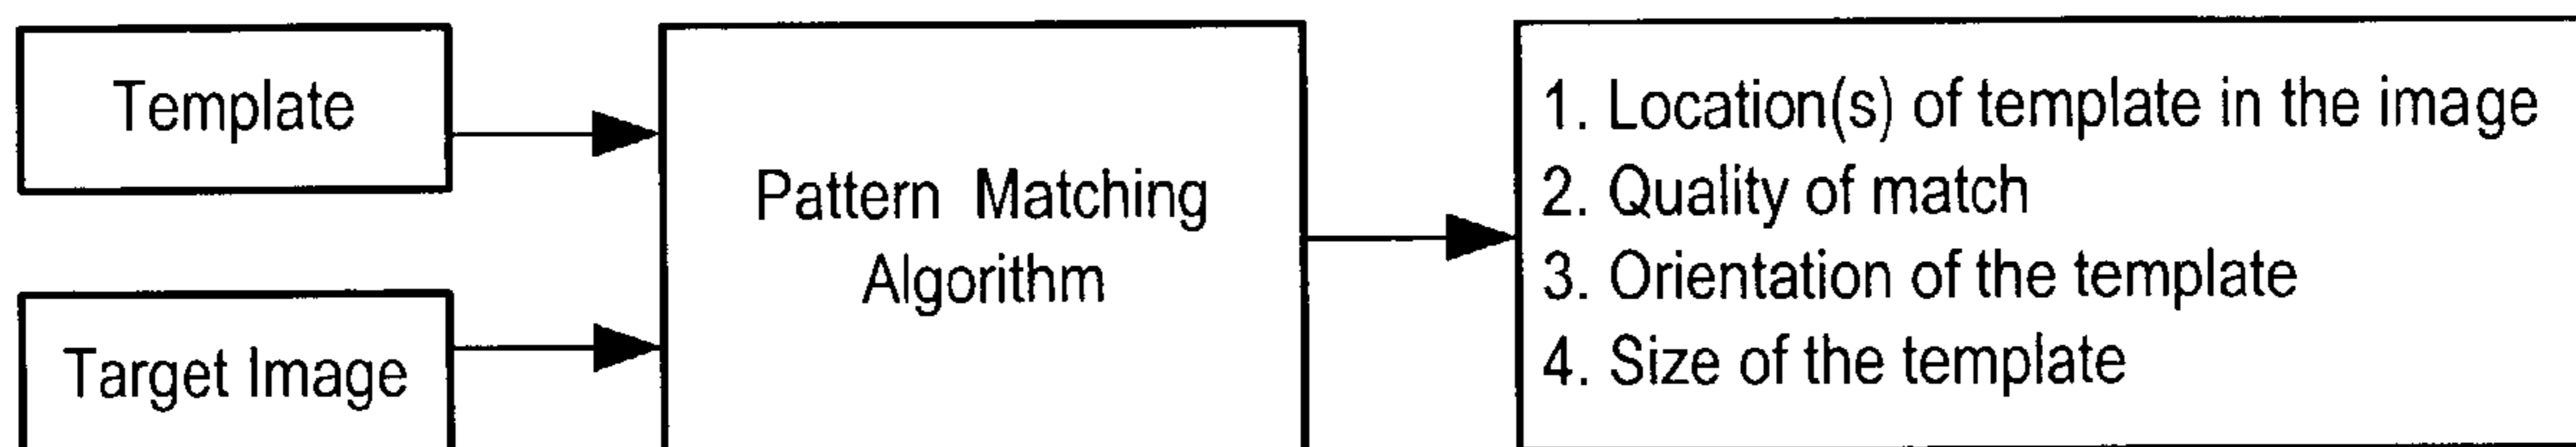 Template
Target Image
Pattern Matching
Algorithm
1. Location(s) of template in the image
2. Quality of match
3. Orientation of the template
4. Size of the template